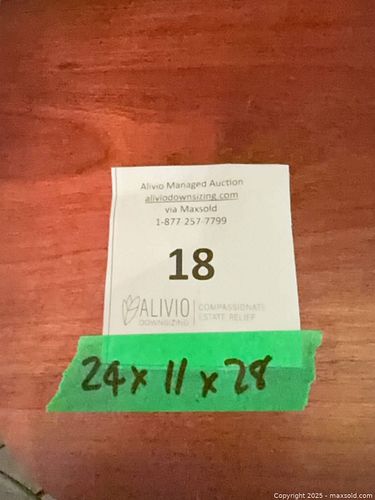 Alivio Managed Auction
aliviodownsizing.com
via Maxsold
1-877 257-7799
18
ALIVIO
DOWNSIZING
COMPASSIONATE
ESTATE RELIEF
24 x 11 x 28
Copyright 2025 - maxsold.com